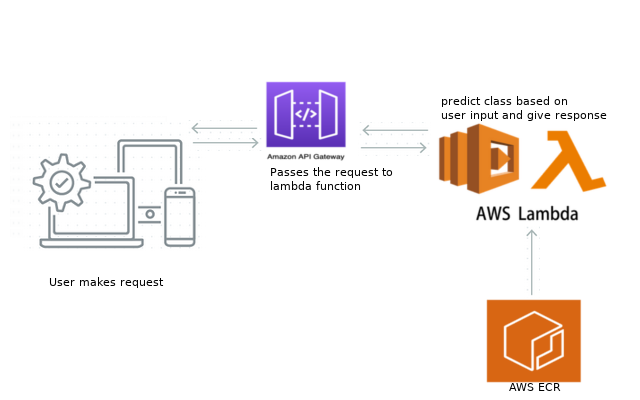 predict class based on
user input and give response
</>
Amazon API Gateway
Passes the request to
lambda function
AWS Lambda
User makes request
AWS ECR